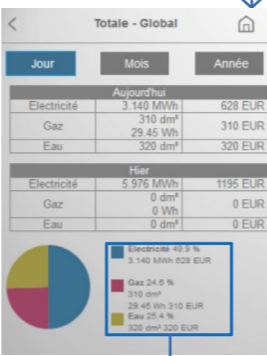 Totale - Global
Jour Mois Année
Aujourd'hui
Electricité 3.140 MWh 628 EUR
Gaz 310 dm³ 29.45 Wh 310 EUR
Eau 320 dm³ 320 EUR
Hier
Electricité 5.976 MWh 1195 EUR
Gaz 0 dm³ 0 Wh 0 EUR
Eau 0 dm³ 0 EUR
Electricité 49.9 %
3.140 MWh 628 EUR
Gaz 24.6 %
310 dm³
29.45 Wh 310 EUR
Eau 25.4 %
320 dm³ 320 EUR